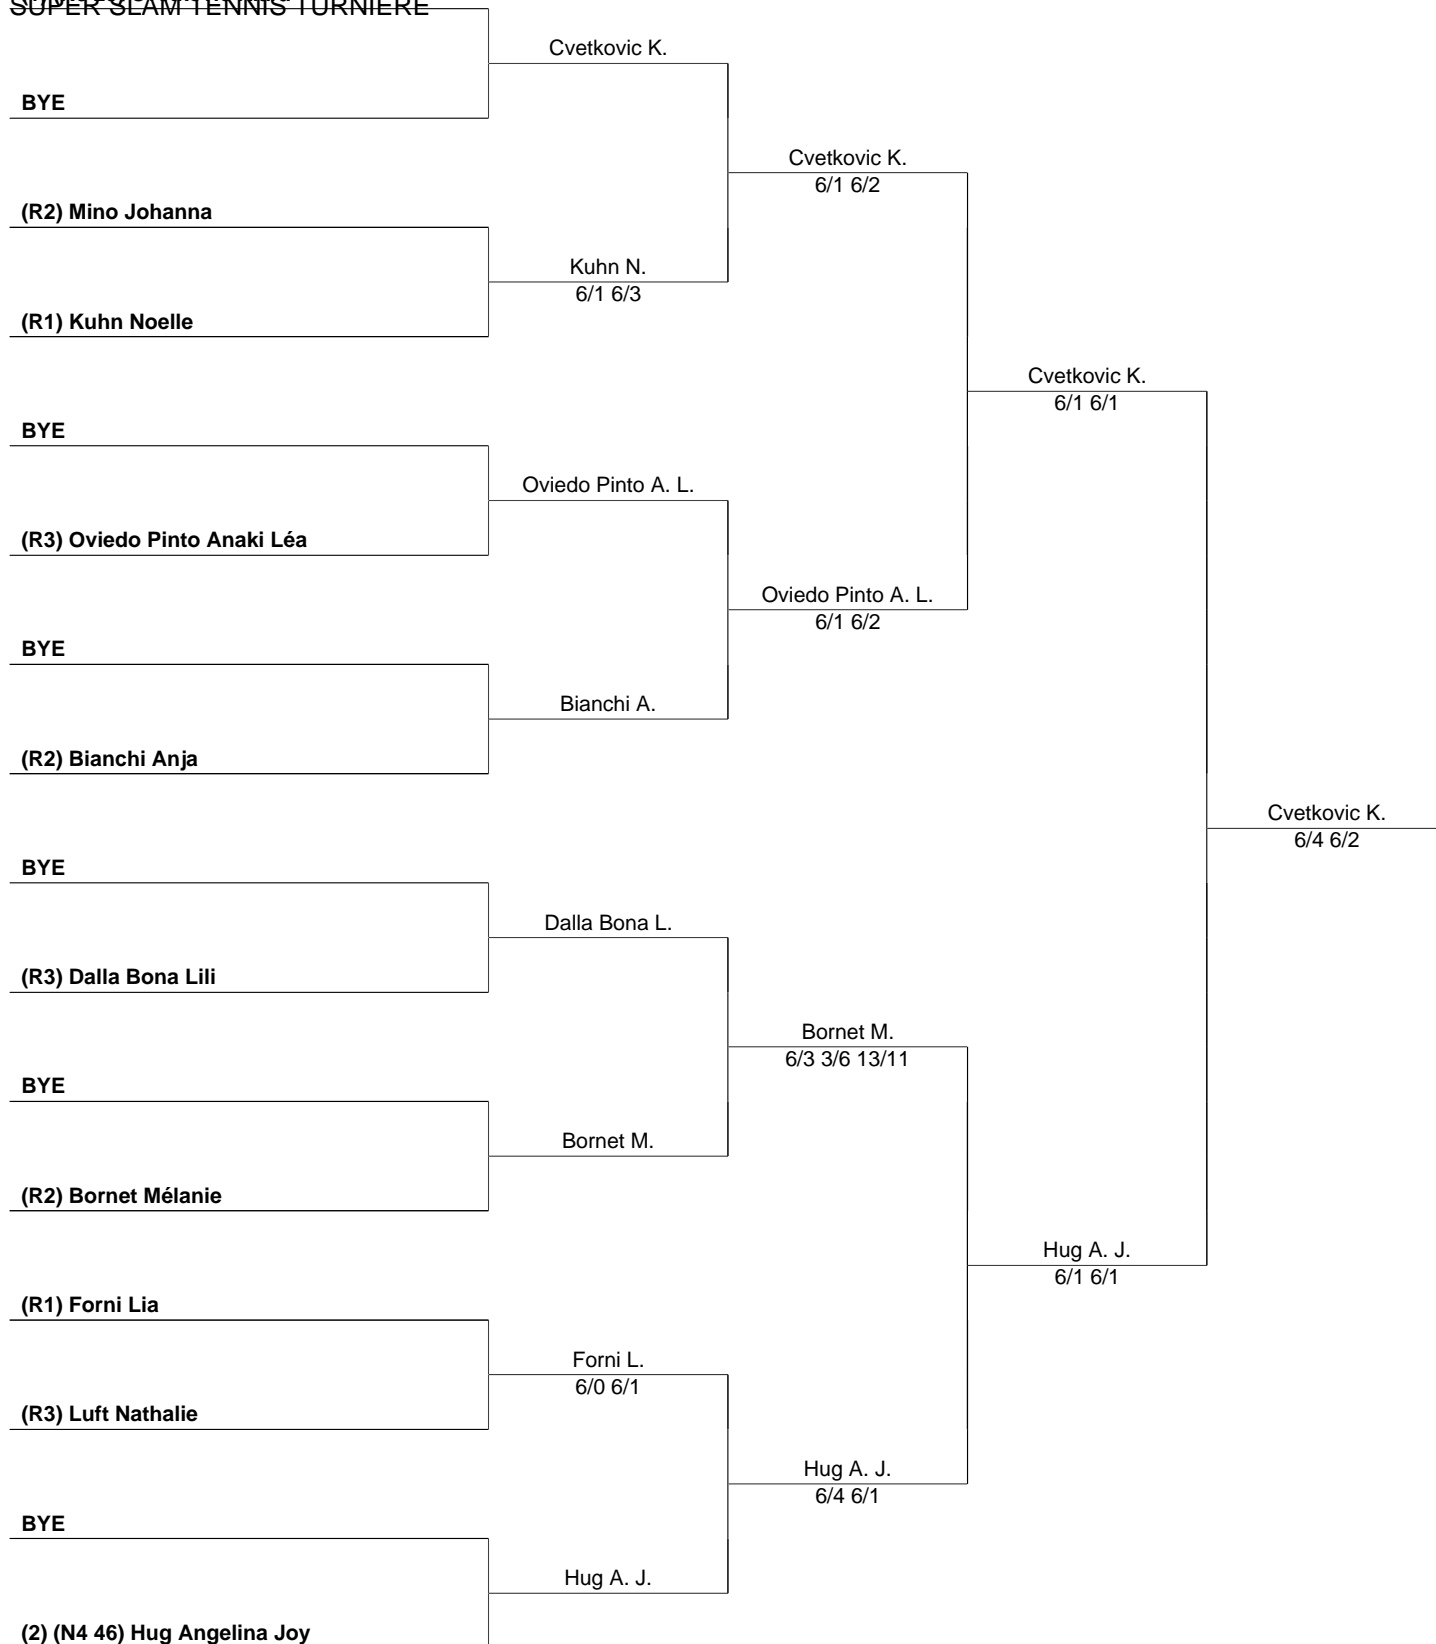 SUPER SLAM TENNIS TURNIERE
Cvetkovic K.
BYE
Cvetkovic K.
6/1 6/2
(R2) Mino Johanna
Kuhn N.
6/1 6/3
(R1) Kuhn Noelle
Cvetkovic K.
6/1 6/1
BYE
Oviedo Pinto A. L.
(R3) Oviedo Pinto Anaki Léa
Oviedo Pinto A. L.
6/1 6/2
BYE
Bianchi A.
(R2) Bianchi Anja
Cvetkovic K.
6/4 6/2
BYE
Dalla Bona L.
(R3) Dalla Bona Lili
Bornet M.
6/3 3/6 13/11
BYE
Bornet M.
(R2) Bornet Mélanie
Hug A. J.
6/1 6/1
(R1) Forni Lia
Forni L.
6/0 6/1
(R3) Luft Nathalie
Hug A. J.
6/4 6/1
BYE
Hug A. J.
(2) (N4 46) Hug Angelina Joy